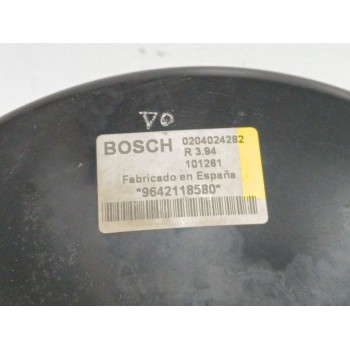 VO
BOSCH 0204024282
R 3.94
101261
Fabricado en España
"9642118580"